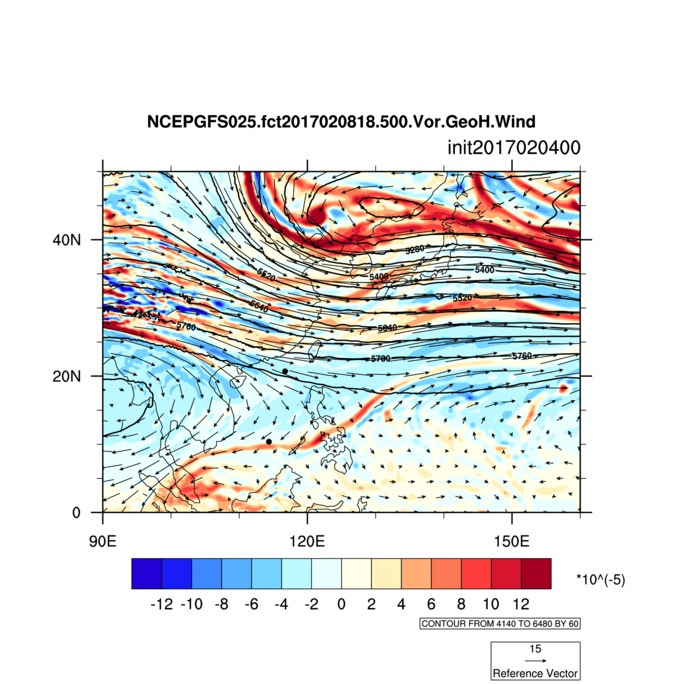 NCEPGFS025.fct2017020818.500.Vor.GeoH.Wind
init2017020400
40N
20N
0
90E 120E 150E
5280
5400 5400
5520 5520
5640 5640
5760 5760
5700
-12 -10 -8 -6 -4 -2 0 2 4 6 8 10 12 *10^(-5)
CONTOUR FROM 4140 TO 6480 BY 60
15
Reference Vector